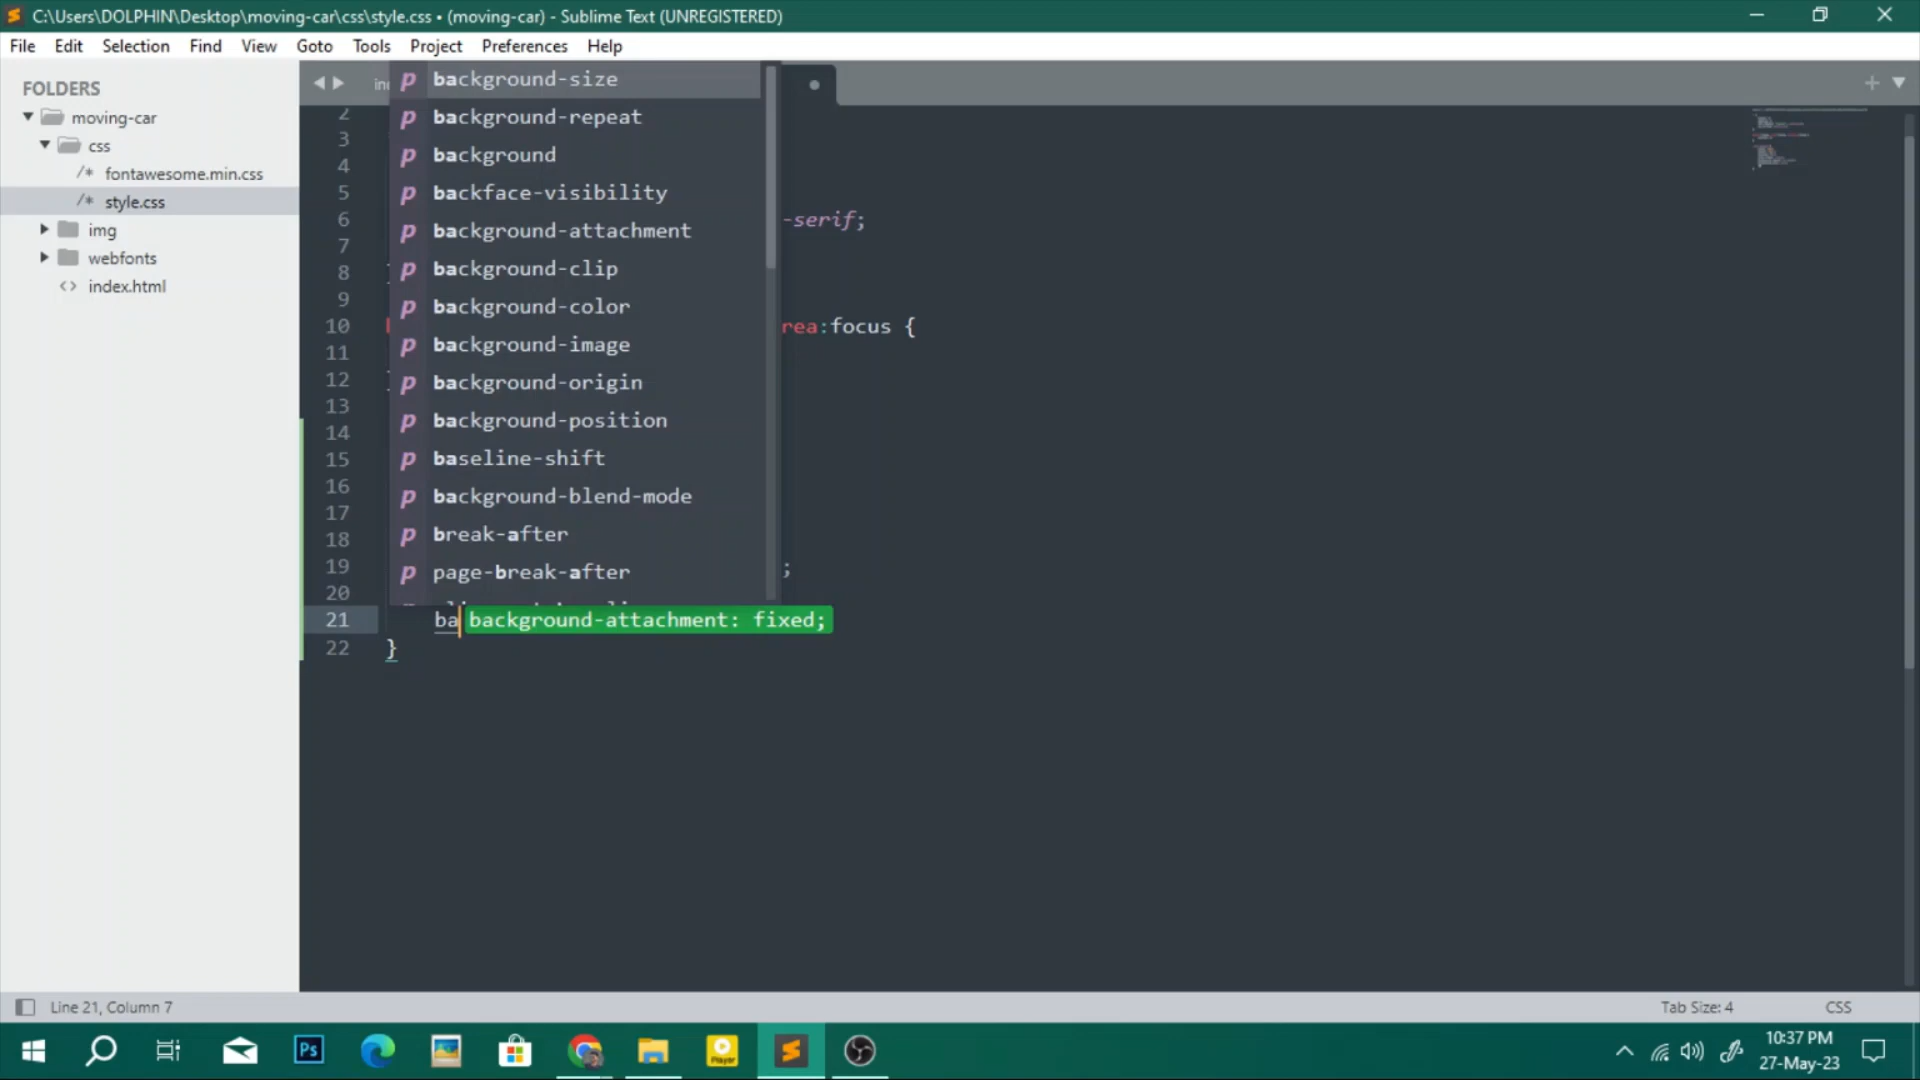 C:\Users\DOLPHIN\Desktop\moving-car\css\style.css • (moving-car) - Sublime Text (UNREGISTERED)
File Edit Selection Find View Goto Tools Project Preferences Help
FOLDERS
moving-car
css
/* fontawesome.min.css
/* style.css
img
webfonts
<> index.html
p background-size
p background-repeat
p background
p backface-visibility
p background-attachment
p background-clip
p background-color
p background-image
p background-origin
p background-position
p baseline-shift
p background-blend-mode
p break-after
p page-break-after
2
3
4
5
6 -serif;
7
8
9
10 rea:focus {
11
12
13
14
15
16
17
18
19 ;
20
21 ba background-attachment: fixed;
22 }
Line 21, Column 7 Tab Size: 4 CSS
Ps
Player
10:37 PM
27-May-23